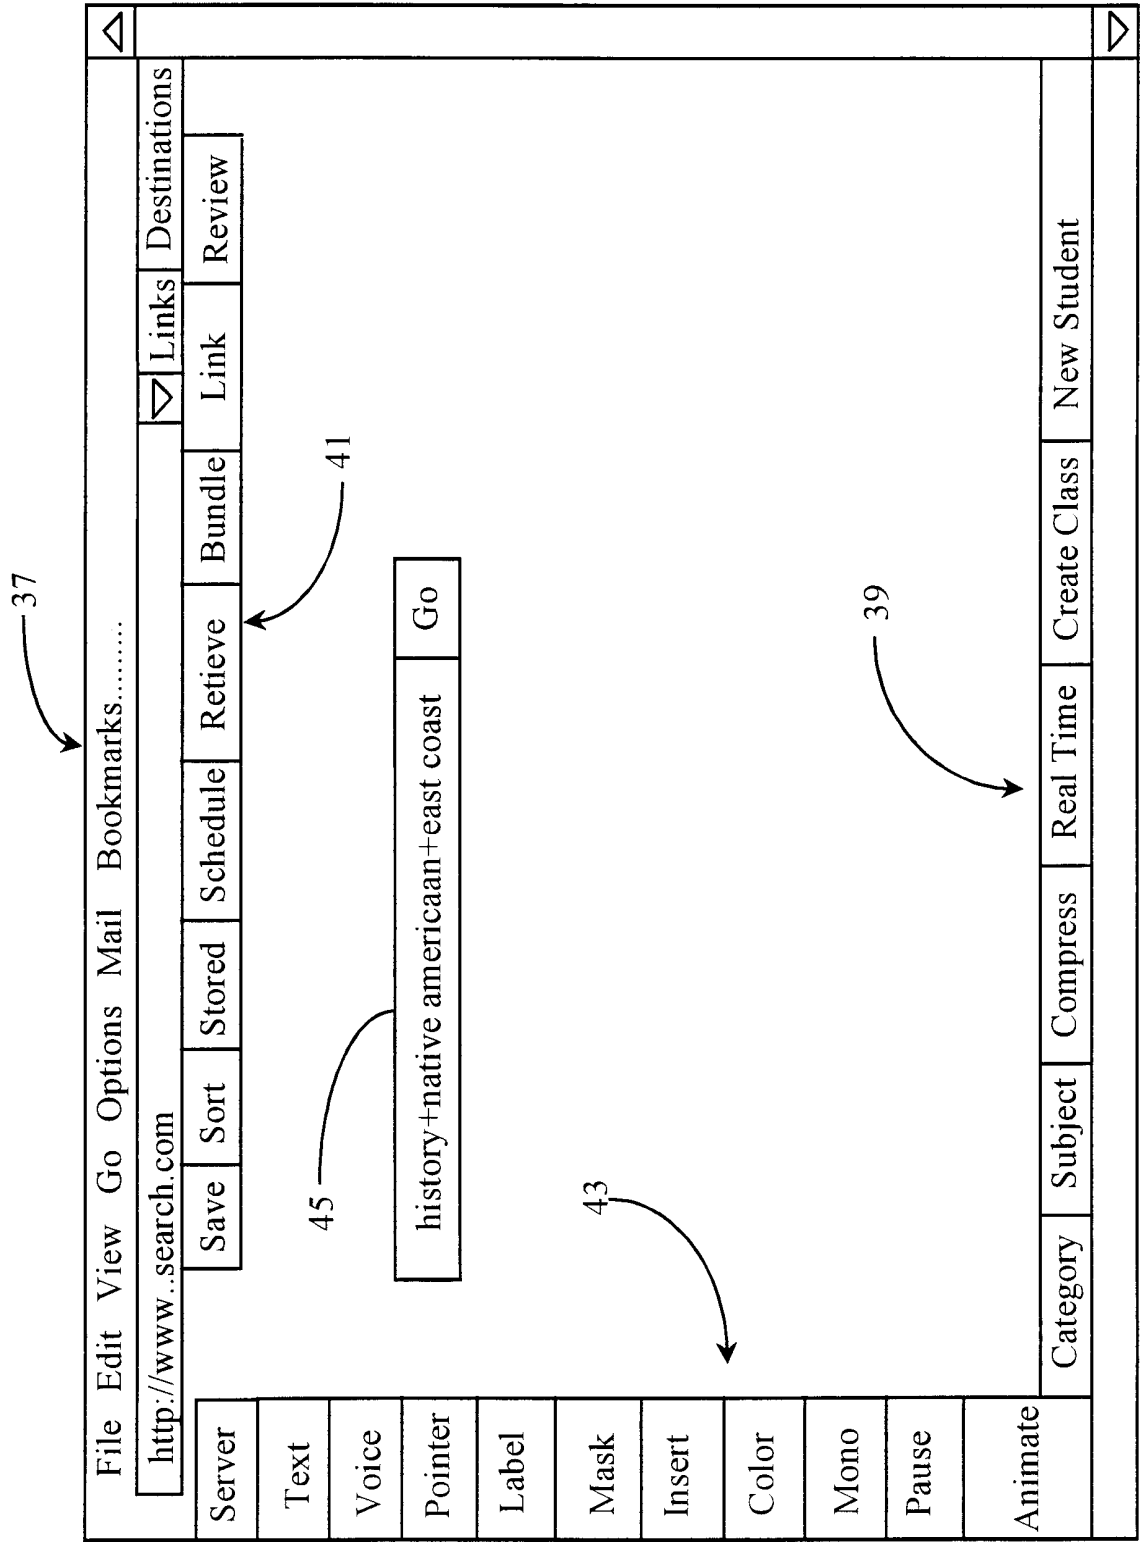 37
File Edit View Go Options Mail Bookmarks........
http://www..search.com Links Destinations
Save Sort Stored Schedule Retieve Bundle Link Review
Server
Text
Voice
Pointer
Label
Mask
Insert
Color
Mono
Pause
Animate
45
41
history+native americaan+east coast Go
43
39
Category Subject Compress Real Time Create Class New Student